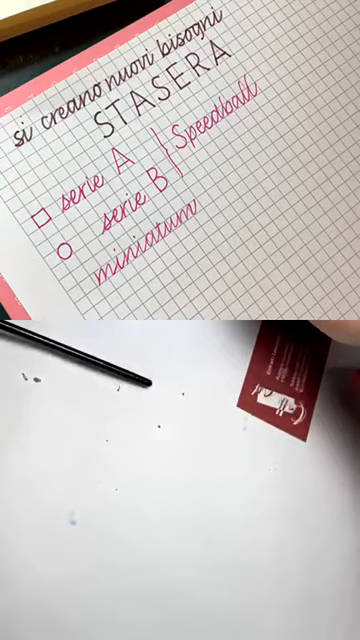 si creano nuovi bisogni
STASERA
serie A
serie B
Speedball
miniatum